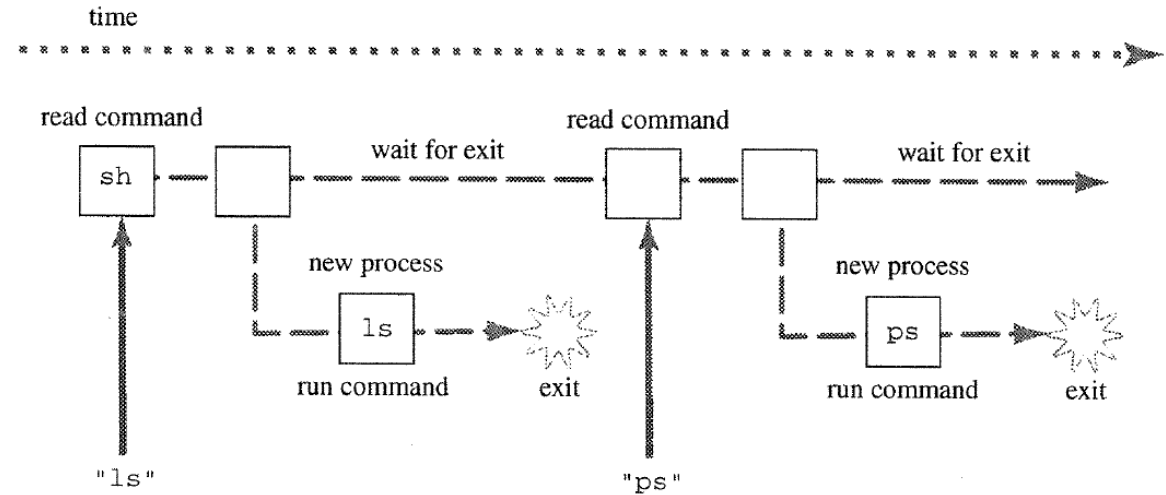 time
read command
read command
sh
wait for exit
wait for exit
new process
new process
ls
ps
run command
exit
run command
exit
"ls"
"ps"